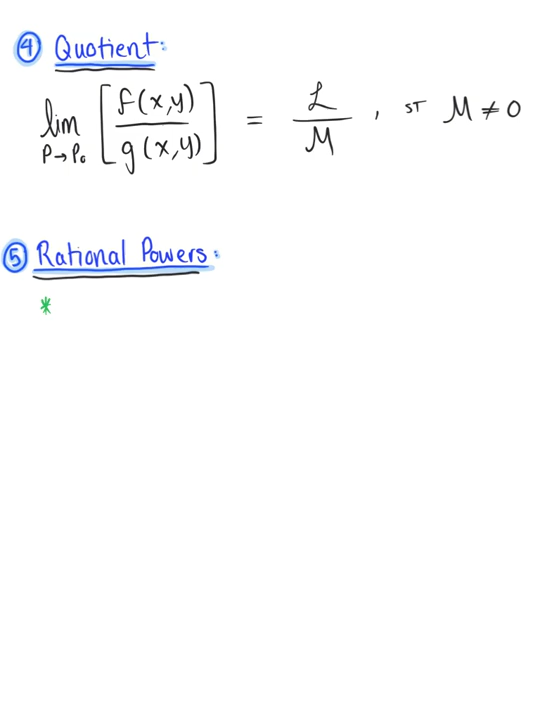 ④ Quotient:
lim P→P₀ [f(x,y) / g(x,y)] = L / M , ST M ≠ 0
⑤ Rational Powers:
*